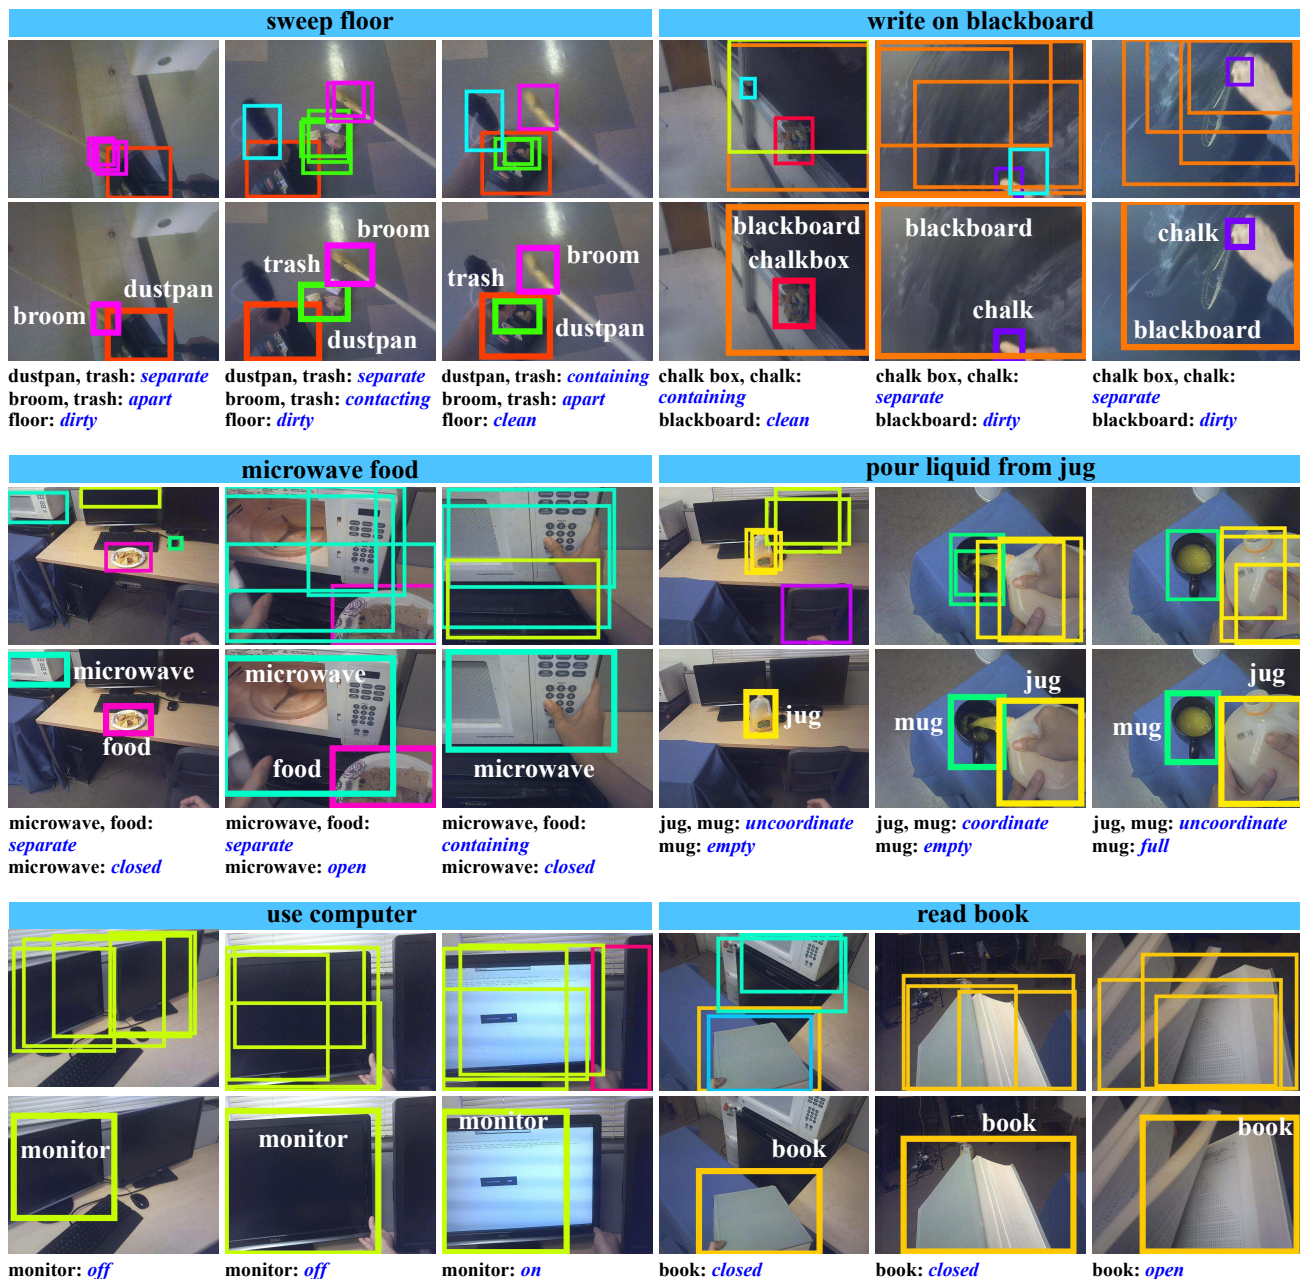 sweep floor
write on blackboard
broom
dustpan
broom
trash
dustpan
broom
trash
dustpan
blackboard
chalkbox
blackboard
chalk
chalk
blackboard
dustpan, trash: separate
broom, trash: apart
floor: dirty
dustpan, trash: separate
broom, trash: contacting
floor: dirty
dustpan, trash: containing
broom, trash: apart
floor: clean
chalk box, chalk:
containing
blackboard: clean
chalk box, chalk:
separate
blackboard: dirty
chalk box, chalk:
separate
blackboard: dirty
microwave food
pour liquid from jug
microwave
food
microwave
food
microwave
jug
jug
mug
jug
mug
microwave, food:
separate
microwave: closed
microwave, food:
separate
microwave: open
microwave, food:
containing
microwave: closed
jug, mug: uncoordinate
mug: empty
jug, mug: coordinate
mug: empty
jug, mug: uncoordinate
mug: full
use computer
read book
monitor
monitor
monitor
book
book
book
monitor: off
monitor: off
monitor: on
book: closed
book: closed
book: open